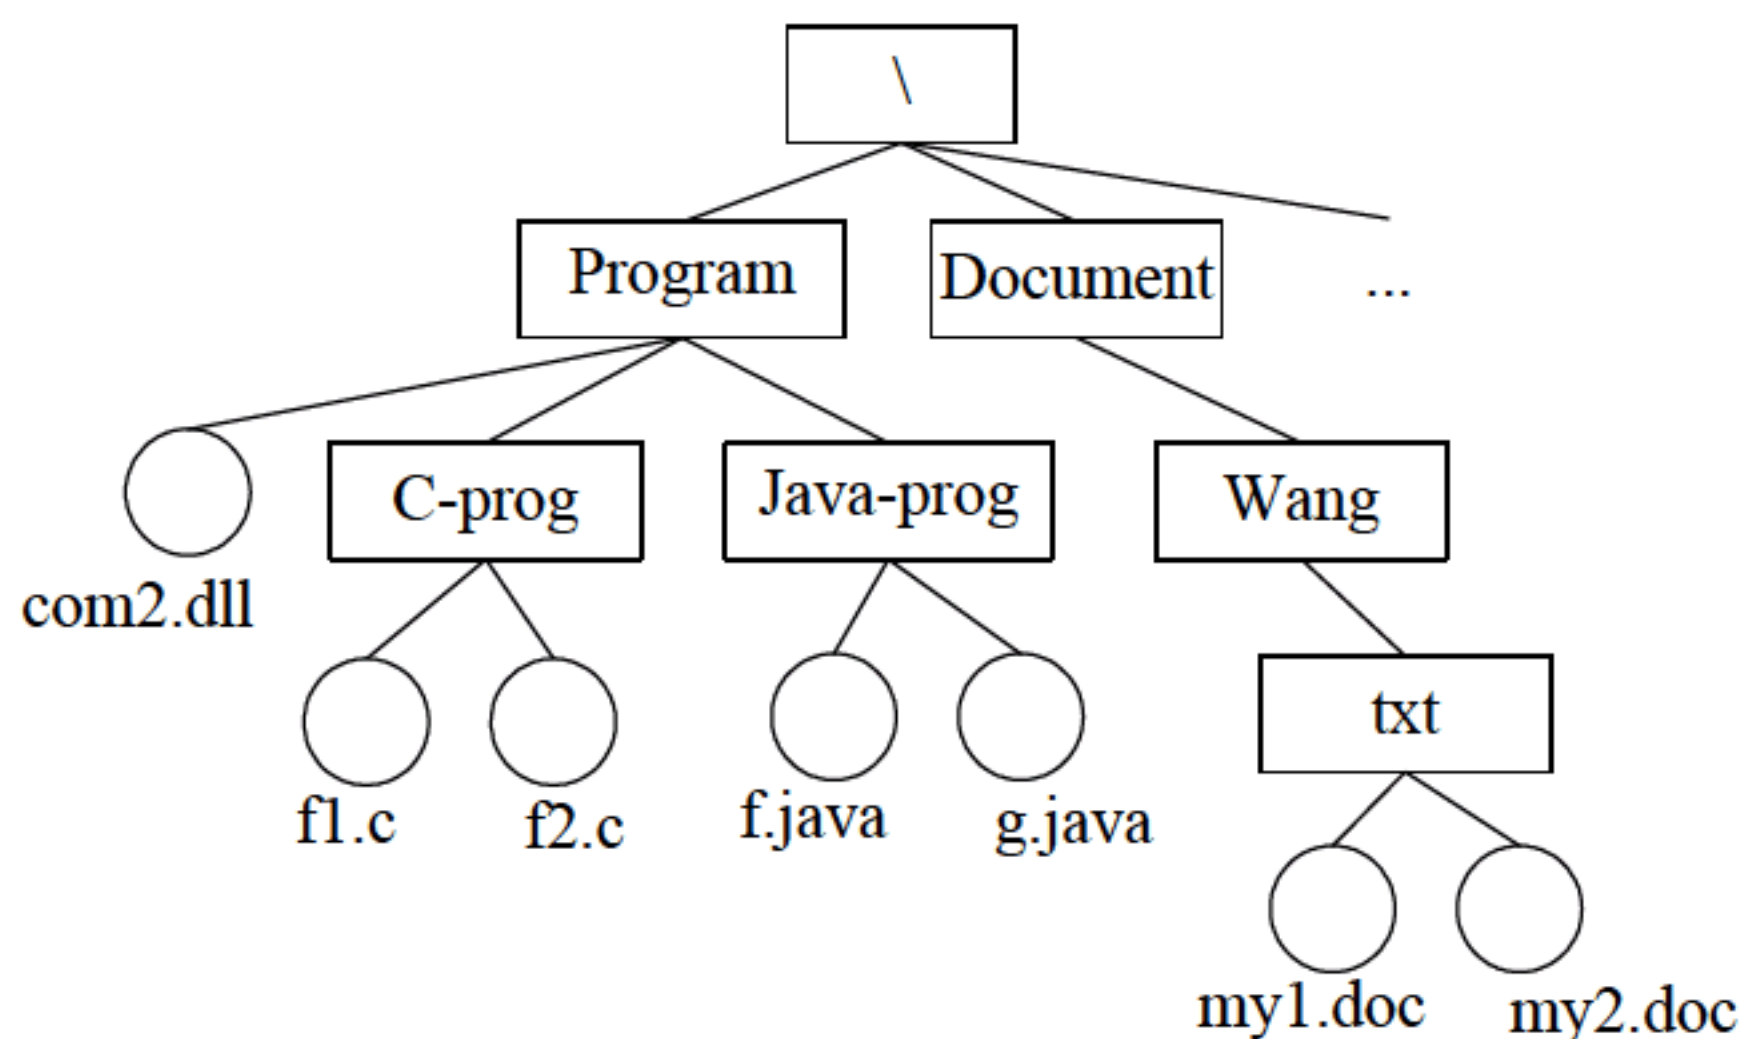 \
Program
Document
...
C-prog
Java-prog
Wang
com2.dll
txt
f1.c
f2.c
f.java
g.java
my1.doc
my2.doc